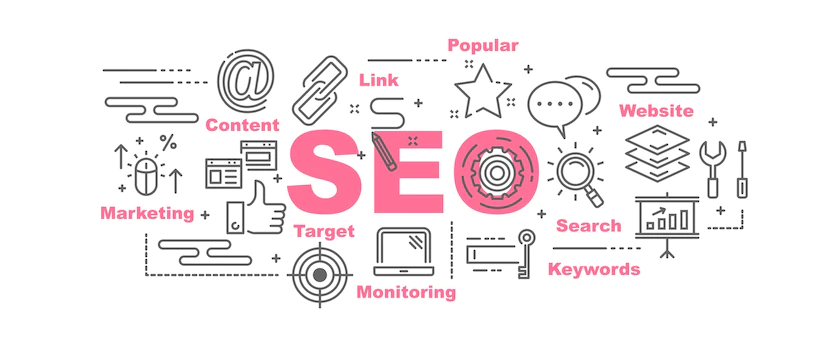 Popular
Link
Website
Content
@
%
SEO
Marketing
Target
Search
Keywords
Monitoring